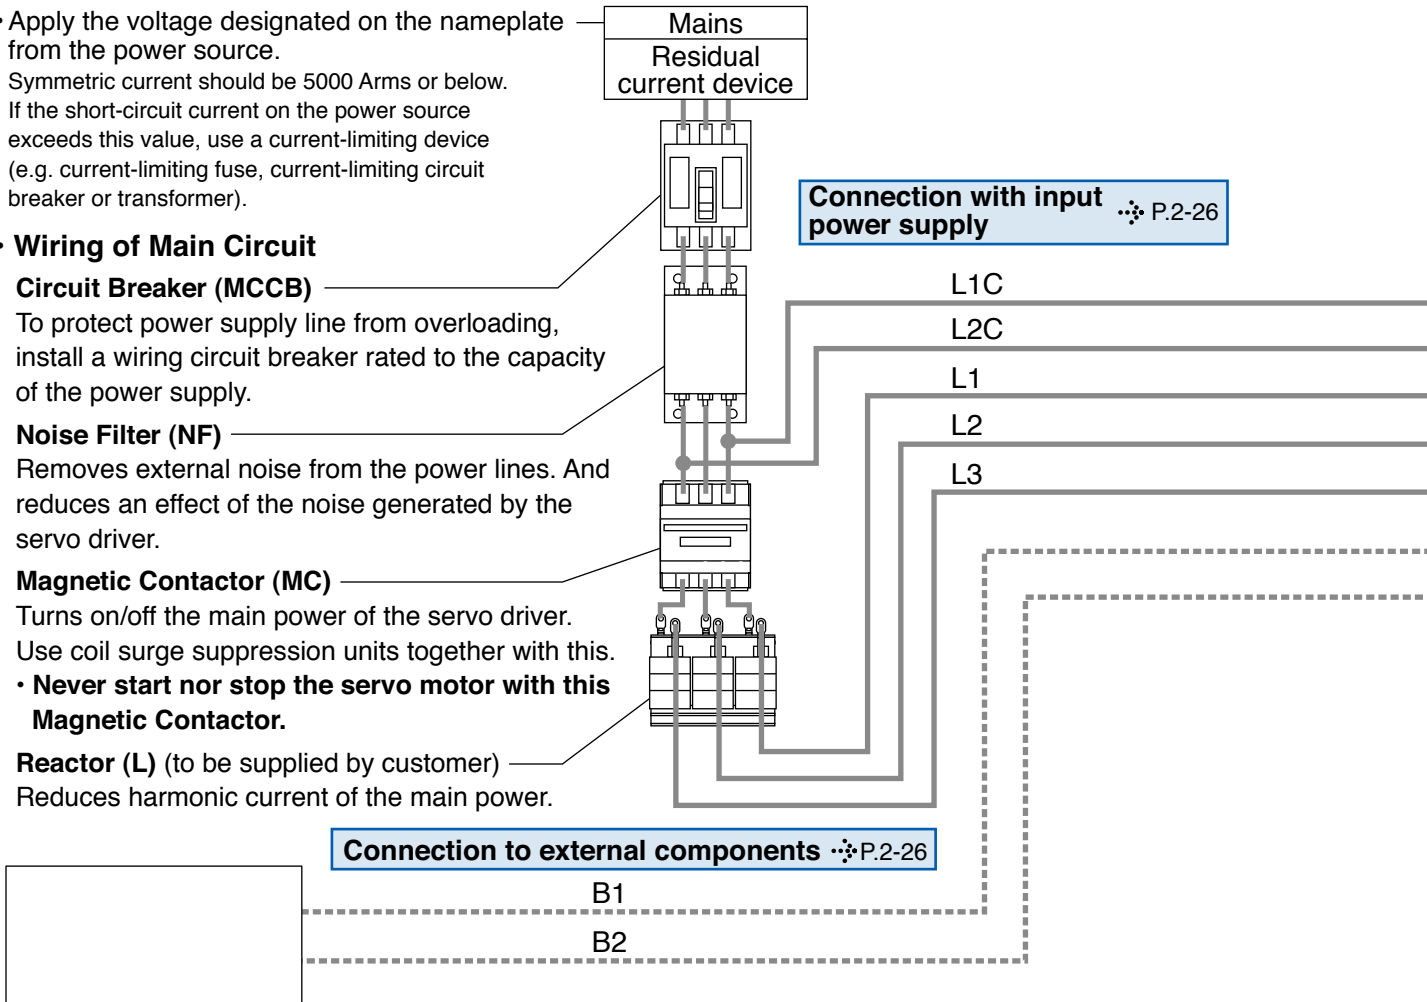 ・Apply the voltage designated on the nameplate
from the power source.
Symmetric current should be 5000 Arms or below.
If the short-circuit current on the power source
exceeds this value, use a current-limiting device
(e.g. current-limiting fuse, current-limiting circuit
breaker or transformer).
Mains
Residual
current device
Connection with input
power supply P.2-26
・Wiring of Main Circuit
Circuit Breaker (MCCB)
To protect power supply line from overloading,
install a wiring circuit breaker rated to the capacity
of the power supply.
Noise Filter (NF)
Removes external noise from the power lines. And
reduces an effect of the noise generated by the
servo driver.
Magnetic Contactor (MC)
Turns on/off the main power of the servo driver.
Use coil surge suppression units together with this.
・Never start nor stop the servo motor with this
Magnetic Contactor.
Reactor (L) (to be supplied by customer)
Reduces harmonic current of the main power.
L1C
L2C
L1
L2
L3
Connection to external components P.2-26
B1
B2